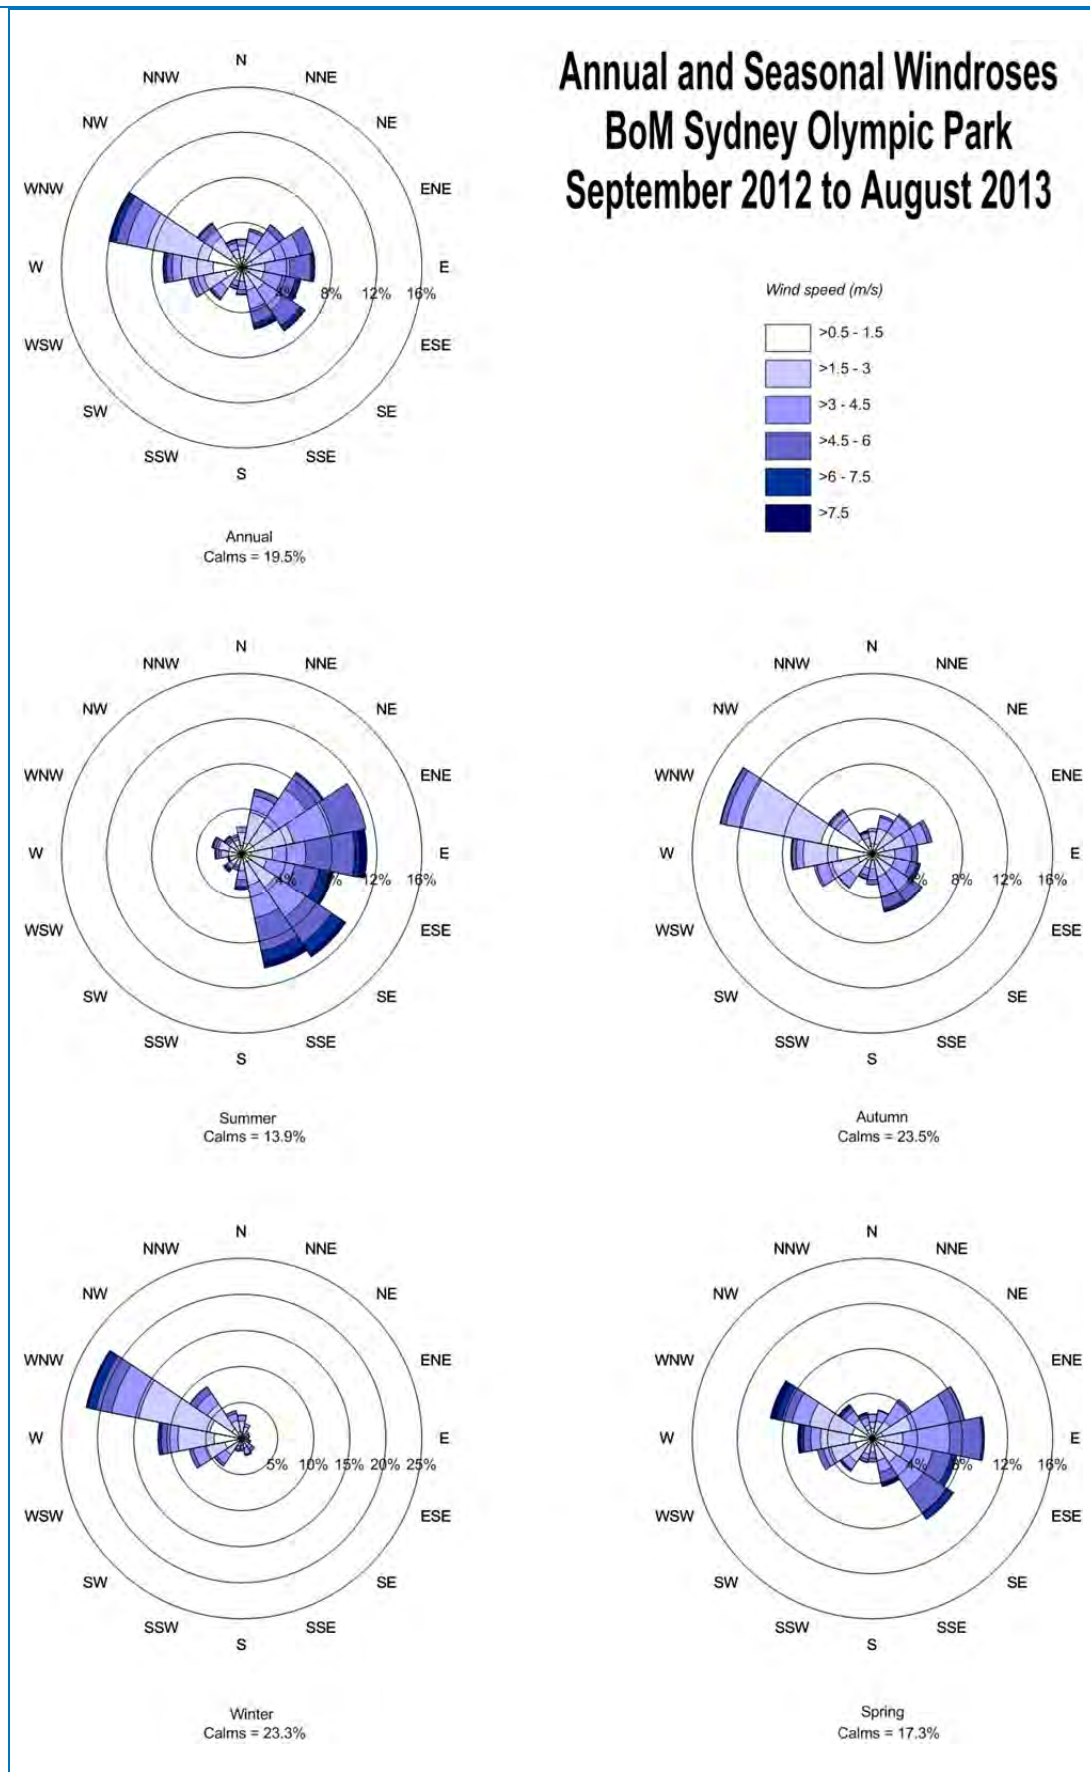 Annual and Seasonal Windroses
BoM Sydney Olympic Park
September 2012 to August 2013
N
NNW
NNE
NW
NE
WNW
ENE
W
E
4%
8%
12%
16%
WSW
ESE
SW
SE
SSW
SSE
S
Annual
Calms = 19.5%
Wind speed (m/s)
>0.5 - 1.5
>1.5 - 3
>3 - 4.5
>4.5 - 6
>6 - 7.5
>7.5
N
NNW
NNE
NW
NE
WNW
ENE
W
E
4%
8%
12%
16%
WSW
ESE
SW
SE
SSW
SSE
S
Summer
Calms = 13.9%
N
NNW
NNE
NW
NE
WNW
ENE
W
E
4%
8%
12%
16%
WSW
ESE
SW
SE
SSW
SSE
S
Autumn
Calms = 23.5%
N
NNW
NNE
NW
NE
WNW
ENE
W
E
5%
10%
15%
20%
25%
WSW
ESE
SW
SE
SSW
SSE
S
Winter
Calms = 23.3%
N
NNW
NNE
NW
NE
WNW
ENE
W
E
4%
8%
12%
16%
WSW
ESE
SW
SE
SSW
SSE
S
Spring
Calms = 17.3%